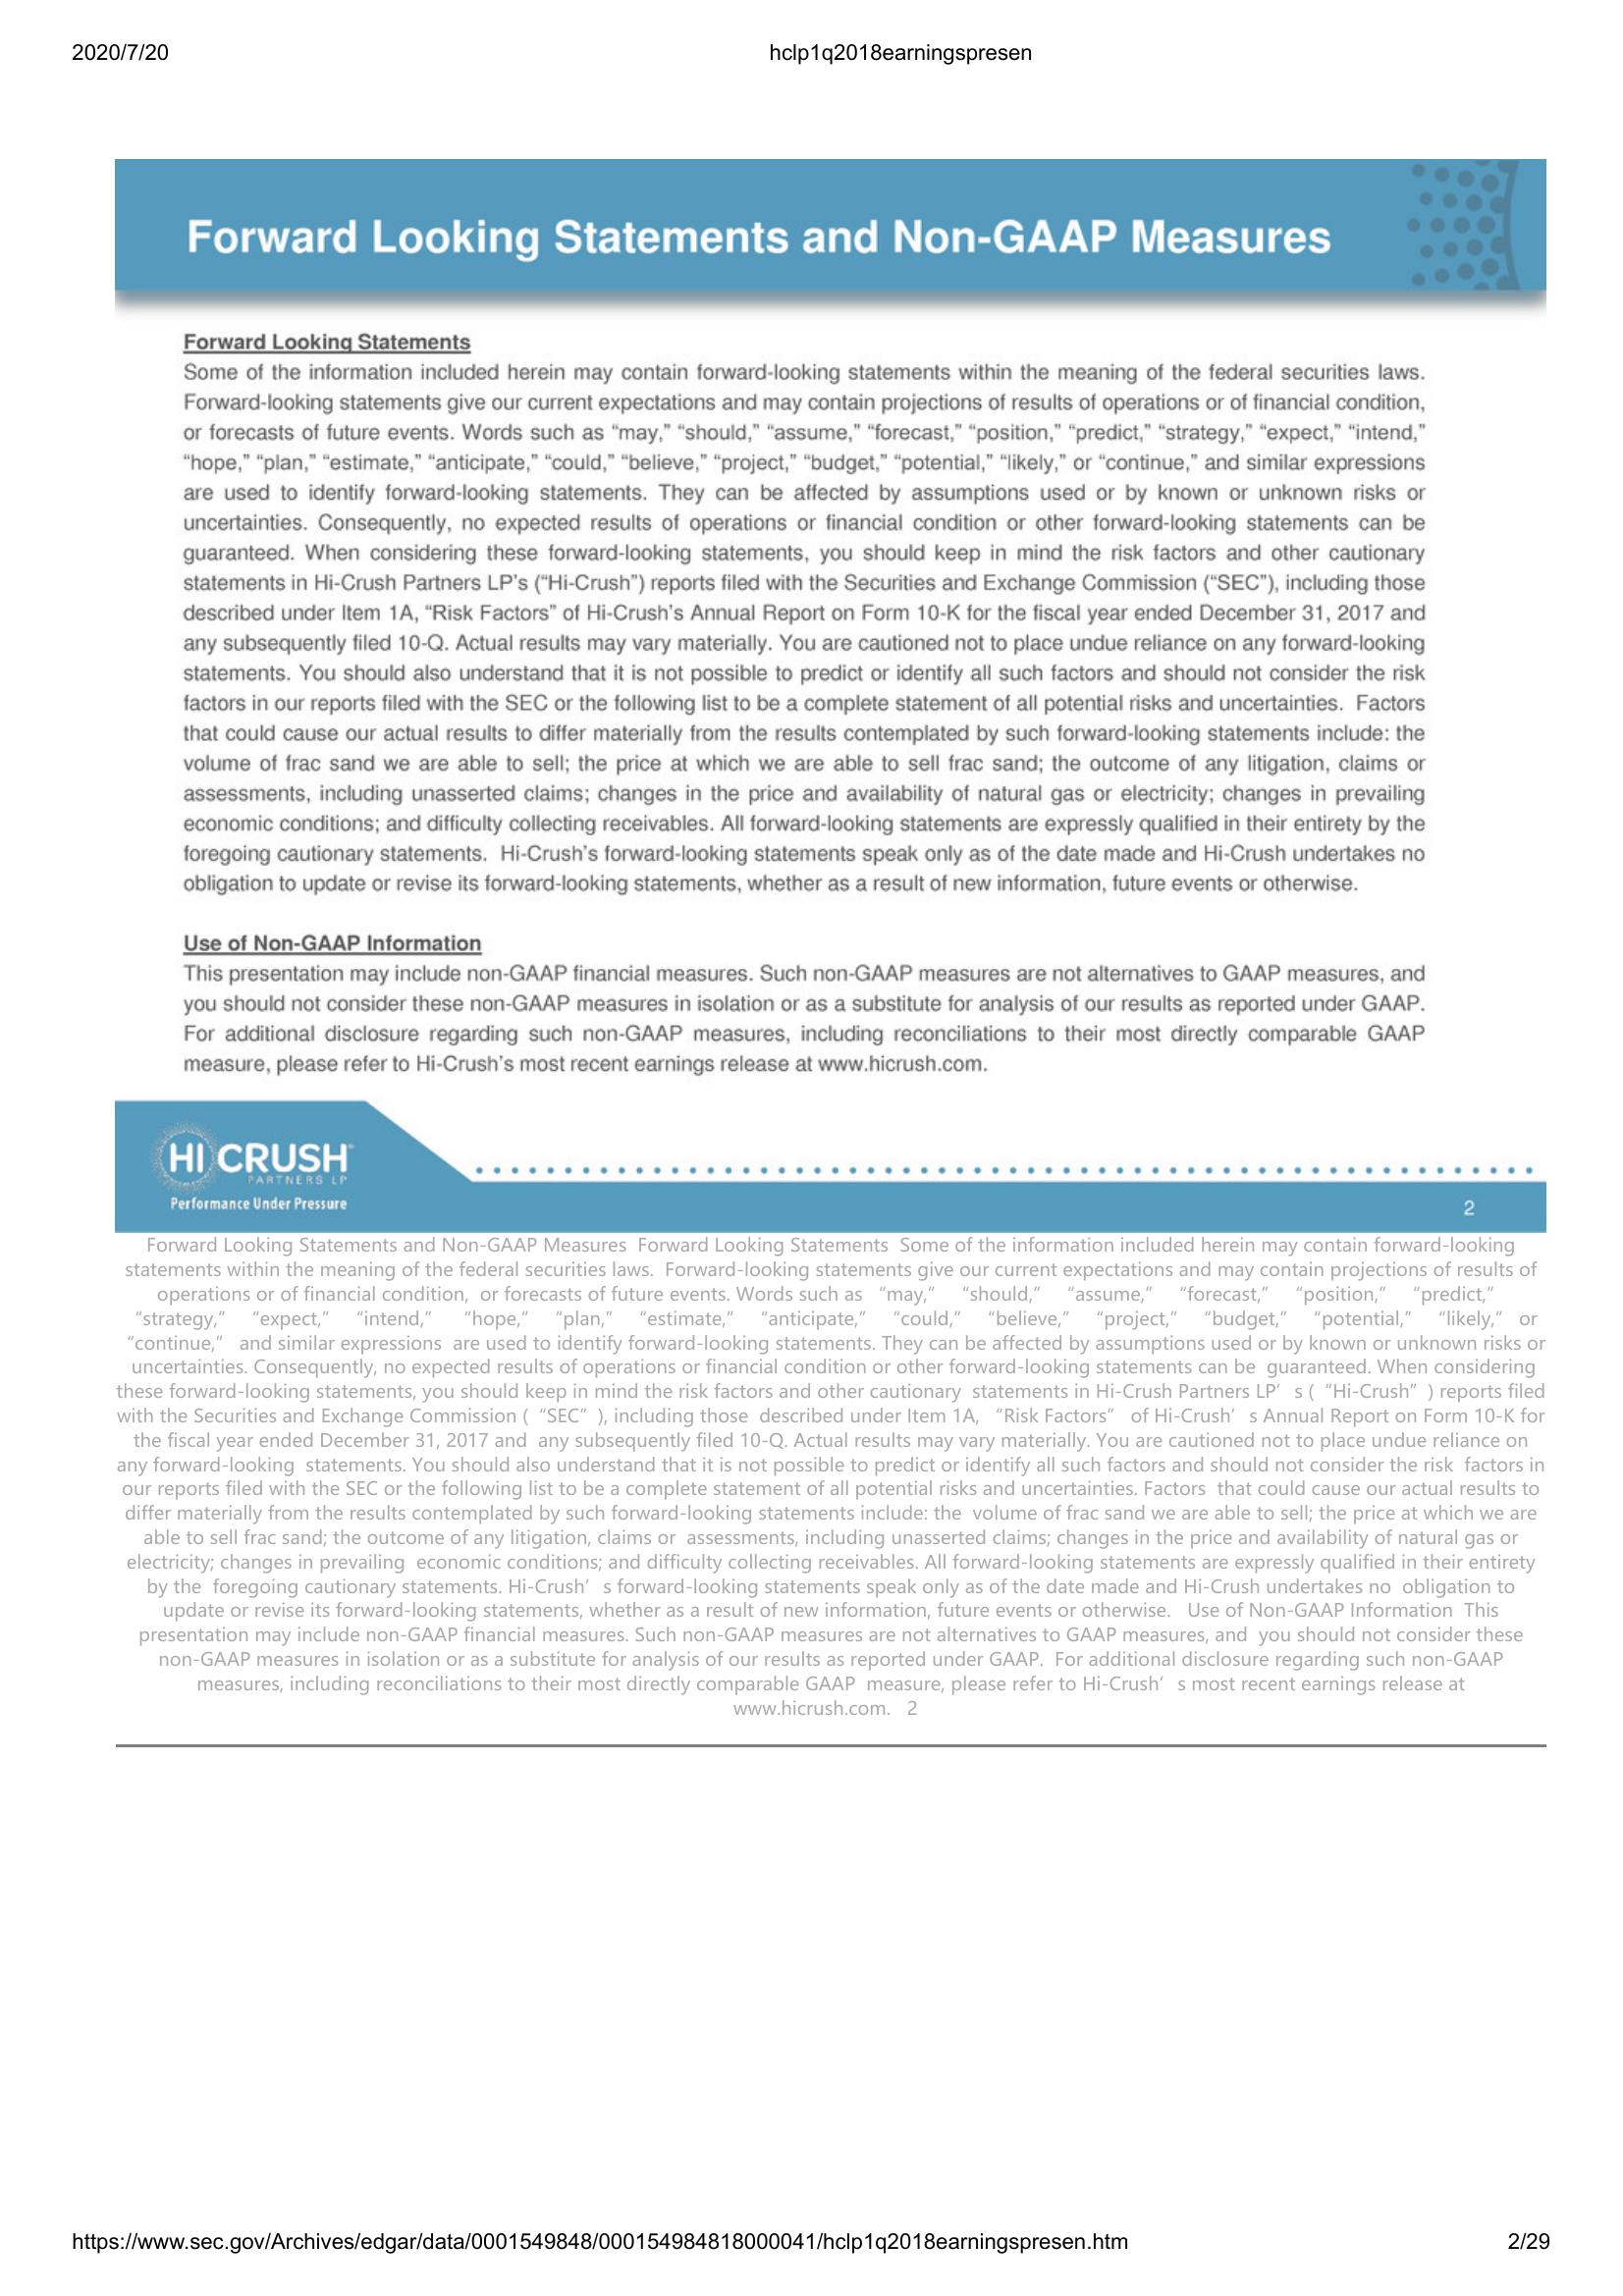 2020/7/20 hclp1q2018earningspresen
Forward Looking Statements and Non-GAAP Measures
Forward Looking Statements
Some of the information included herein may contain forward-looking statements within the meaning of the federal securities laws.
Forward-looking statements give our current expectations and may contain projections of results of operations or of financial condition,
or forecasts of future events. Words such as “may,” “should,” “assume,” “forecast,” “position,” “predict,” “strategy,” “expect,” “intend,”
“hope,” “plan,” “estimate,” “anticipate,” “could,” “believe,” “project,” “budget,” “potential,” “likely,” or “continue,” and similar expressions
are used to identify forward-looking statements. They can be affected by assumptions used or by known or unknown risks or
uncertainties. Consequently, no expected results of operations or financial condition or other forward-looking statements can be
guaranteed. When considering these forward-looking statements, you should keep in mind the risk factors and other cautionary
statements in Hi-Crush Partners LP’s (“Hi-Crush”) reports filed with the Securities and Exchange Commission (“SEC”), including those
described under Item 1A, “Risk Factors” of Hi-Crush’s Annual Report on Form 10-K for the fiscal year ended December 31, 2017 and
any subsequently filed 10-Q. Actual results may vary materially. You are cautioned not to place undue reliance on any forward-looking
statements. You should also understand that it is not possible to predict or identify all such factors and should not consider the risk
factors in our reports filed with the SEC or the following list to be a complete statement of all potential risks and uncertainties. Factors
that could cause our actual results to differ materially from the results contemplated by such forward-looking statements include: the
volume of frac sand we are able to sell; the price at which we are able to sell frac sand; the outcome of any litigation, claims or
assessments, including unasserted claims; changes in the price and availability of natural gas or electricity; changes in prevailing
economic conditions; and difficulty collecting receivables. All forward-looking statements are expressly qualified in their entirety by the
foregoing cautionary statements. Hi-Crush’s forward-looking statements speak only as of the date made and Hi-Crush undertakes no
obligation to update or revise its forward-looking statements, whether as a result of new information, future events or otherwise.
Use of Non-GAAP Information
This presentation may include non-GAAP financial measures. Such non-GAAP measures are not alternatives to GAAP measures, and
you should not consider these non-GAAP measures in isolation or as a substitute for analysis of our results as reported under GAAP.
For additional disclosure regarding such non-GAAP measures, including reconciliations to their most directly comparable GAAP
measure, please refer to Hi-Crush’s most recent earnings release at www.hicrush.com.
HI CRUSH
PARTNERS LP
Performance Under Pressure
2
Forward Looking Statements and Non-GAAP Measures Forward Looking Statements Some of the information included herein may contain forward-looking
statements within the meaning of the federal securities laws. Forward-looking statements give our current expectations and may contain projections of results of
operations or of financial condition, or forecasts of future events. Words such as “may,” “should,” “assume,” “forecast,” “position,” “predict,”
“strategy,” “expect,” “intend,” “hope,” “plan,” “estimate,” “anticipate,” “could,” “believe,” “project,” “budget,” “potential,” “likely,” or
“continue,” and similar expressions are used to identify forward-looking statements. They can be affected by assumptions used or by known or unknown risks or
uncertainties. Consequently, no expected results of operations or financial condition or other forward-looking statements can be guaranteed. When considering
these forward-looking statements, you should keep in mind the risk factors and other cautionary statements in Hi-Crush Partners LP’ s ( “Hi-Crush” ) reports filed
with the Securities and Exchange Commission ( “SEC” ), including those described under Item 1A, “Risk Factors” of Hi-Crush’ s Annual Report on Form 10-K for
the fiscal year ended December 31, 2017 and any subsequently filed 10-Q. Actual results may vary materially. You are cautioned not to place undue reliance on
any forward-looking statements. You should also understand that it is not possible to predict or identify all such factors and should not consider the risk factors in
our reports filed with the SEC or the following list to be a complete statement of all potential risks and uncertainties. Factors that could cause our actual results to
differ materially from the results contemplated by such forward-looking statements include: the volume of frac sand we are able to sell; the price at which we are
able to sell frac sand; the outcome of any litigation, claims or assessments, including unasserted claims; changes in the price and availability of natural gas or
electricity; changes in prevailing economic conditions; and difficulty collecting receivables. All forward-looking statements are expressly qualified in their entirety
by the foregoing cautionary statements. Hi-Crush’ s forward-looking statements speak only as of the date made and Hi-Crush undertakes no obligation to
update or revise its forward-looking statements, whether as a result of new information, future events or otherwise. Use of Non-GAAP Information This
presentation may include non-GAAP financial measures. Such non-GAAP measures are not alternatives to GAAP measures, and you should not consider these
non-GAAP measures in isolation or as a substitute for analysis of our results as reported under GAAP. For additional disclosure regarding such non-GAAP
measures, including reconciliations to their most directly comparable GAAP measure, please refer to Hi-Crush’ s most recent earnings release at
www.hicrush.com. 2
https://www.sec.gov/Archives/edgar/data/0001549848/000154984818000041/hclp1q2018earningspresen.htm 2/29